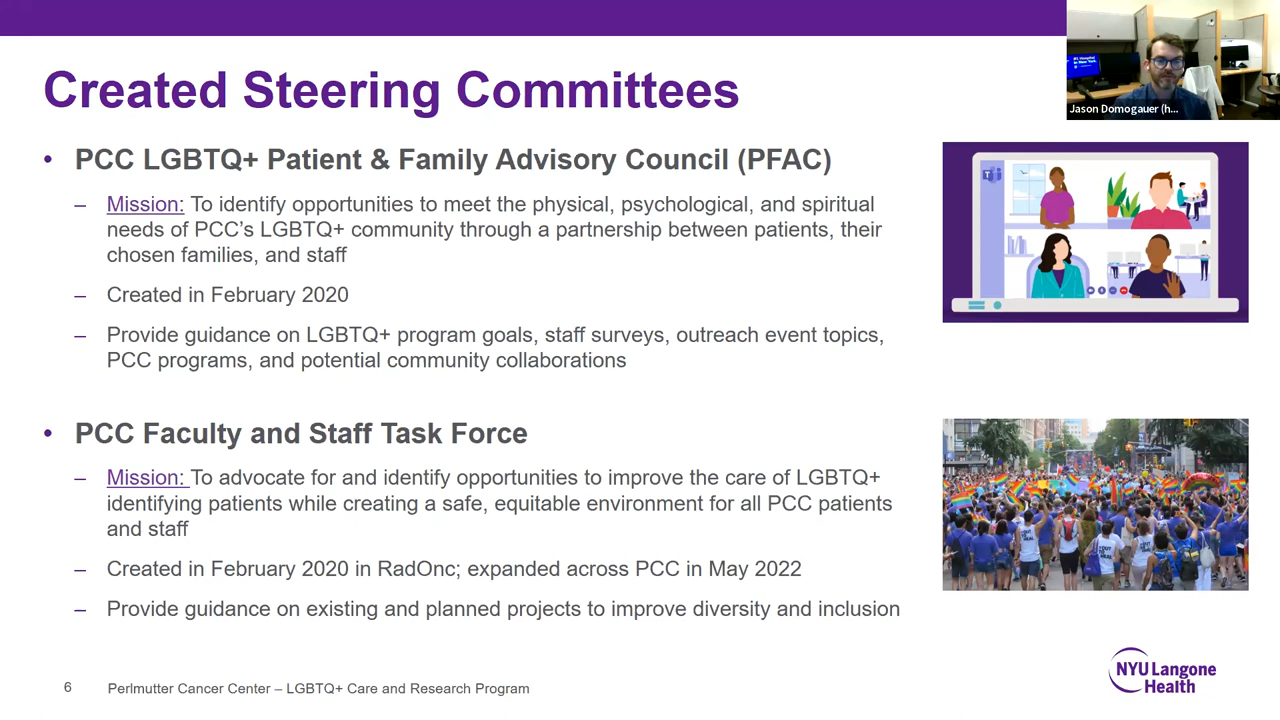 Jason Domogauer (h...
Created Steering Committees
• PCC LGBTQ+ Patient & Family Advisory Council (PFAC)
– Mission: To identify opportunities to meet the physical, psychological, and spiritual
needs of PCC’s LGBTQ+ community through a partnership between patients, their
chosen families, and staff
– Created in February 2020
– Provide guidance on LGBTQ+ program goals, staff surveys, outreach event topics,
PCC programs, and potential community collaborations
• PCC Faculty and Staff Task Force
– Mission: To advocate for and identify opportunities to improve the care of LGBTQ+
identifying patients while creating a safe, equitable environment for all PCC patients
and staff
– Created in February 2020 in RadOnc; expanded across PCC in May 2022
– Provide guidance on existing and planned projects to improve diversity and inclusion
6 Perlmutter Cancer Center – LGBTQ+ Care and Research Program
NYU Langone
Health